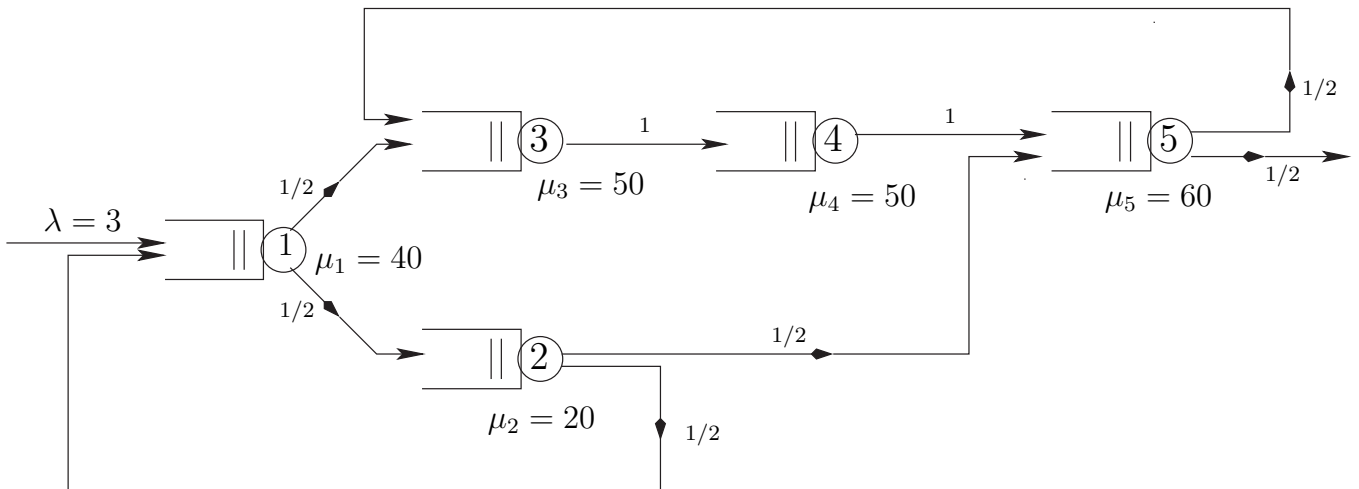 1/2
3
1
4
1
5
μ₃ = 50
μ₄ = 50
μ₅ = 60
1/2
1/2
λ = 3
1
μ₁ = 40
1/2
2
1/2
μ₂ = 20
1/2